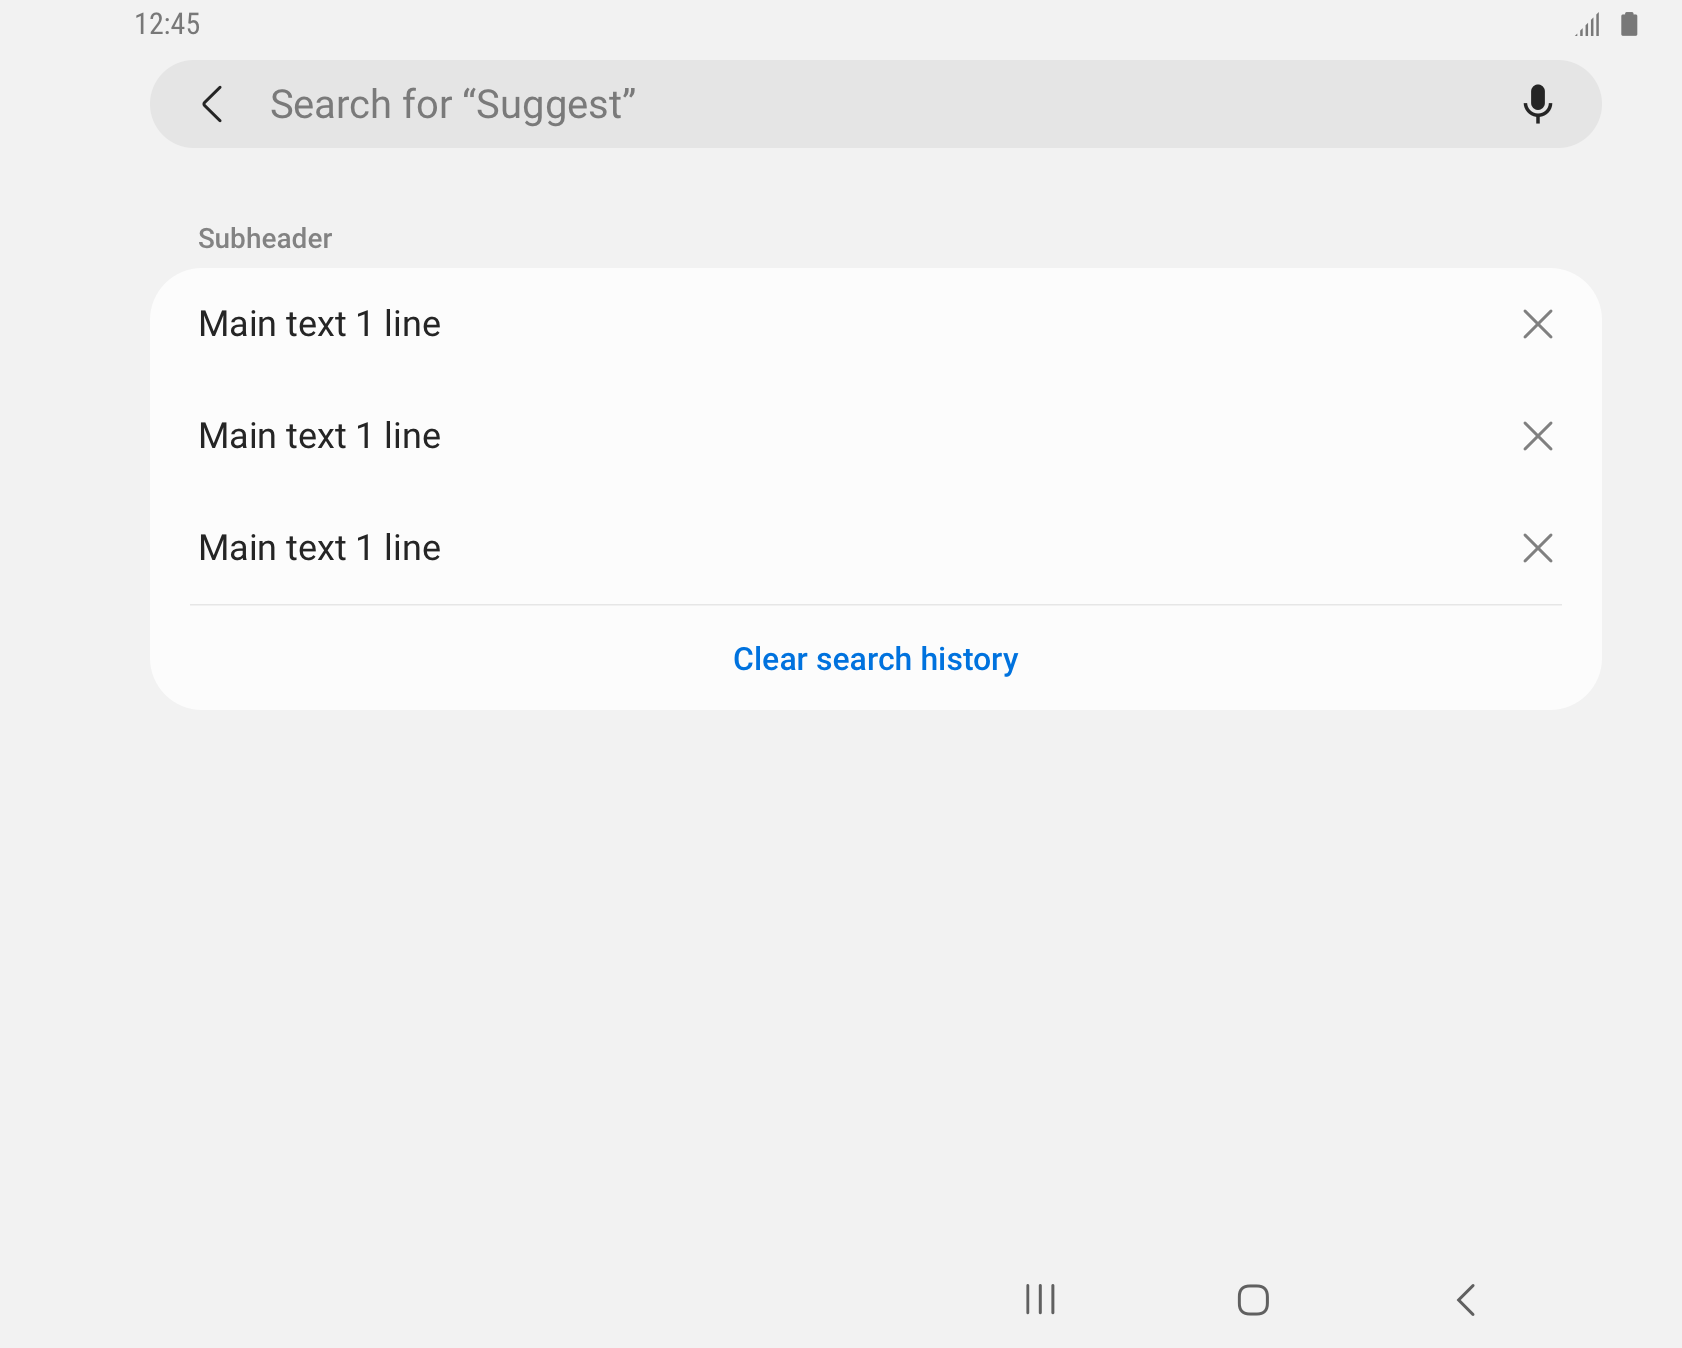 12:45
Search for “Suggest”
Subheader
Main text 1 line
Main text 1 line
Main text 1 line
Clear search history